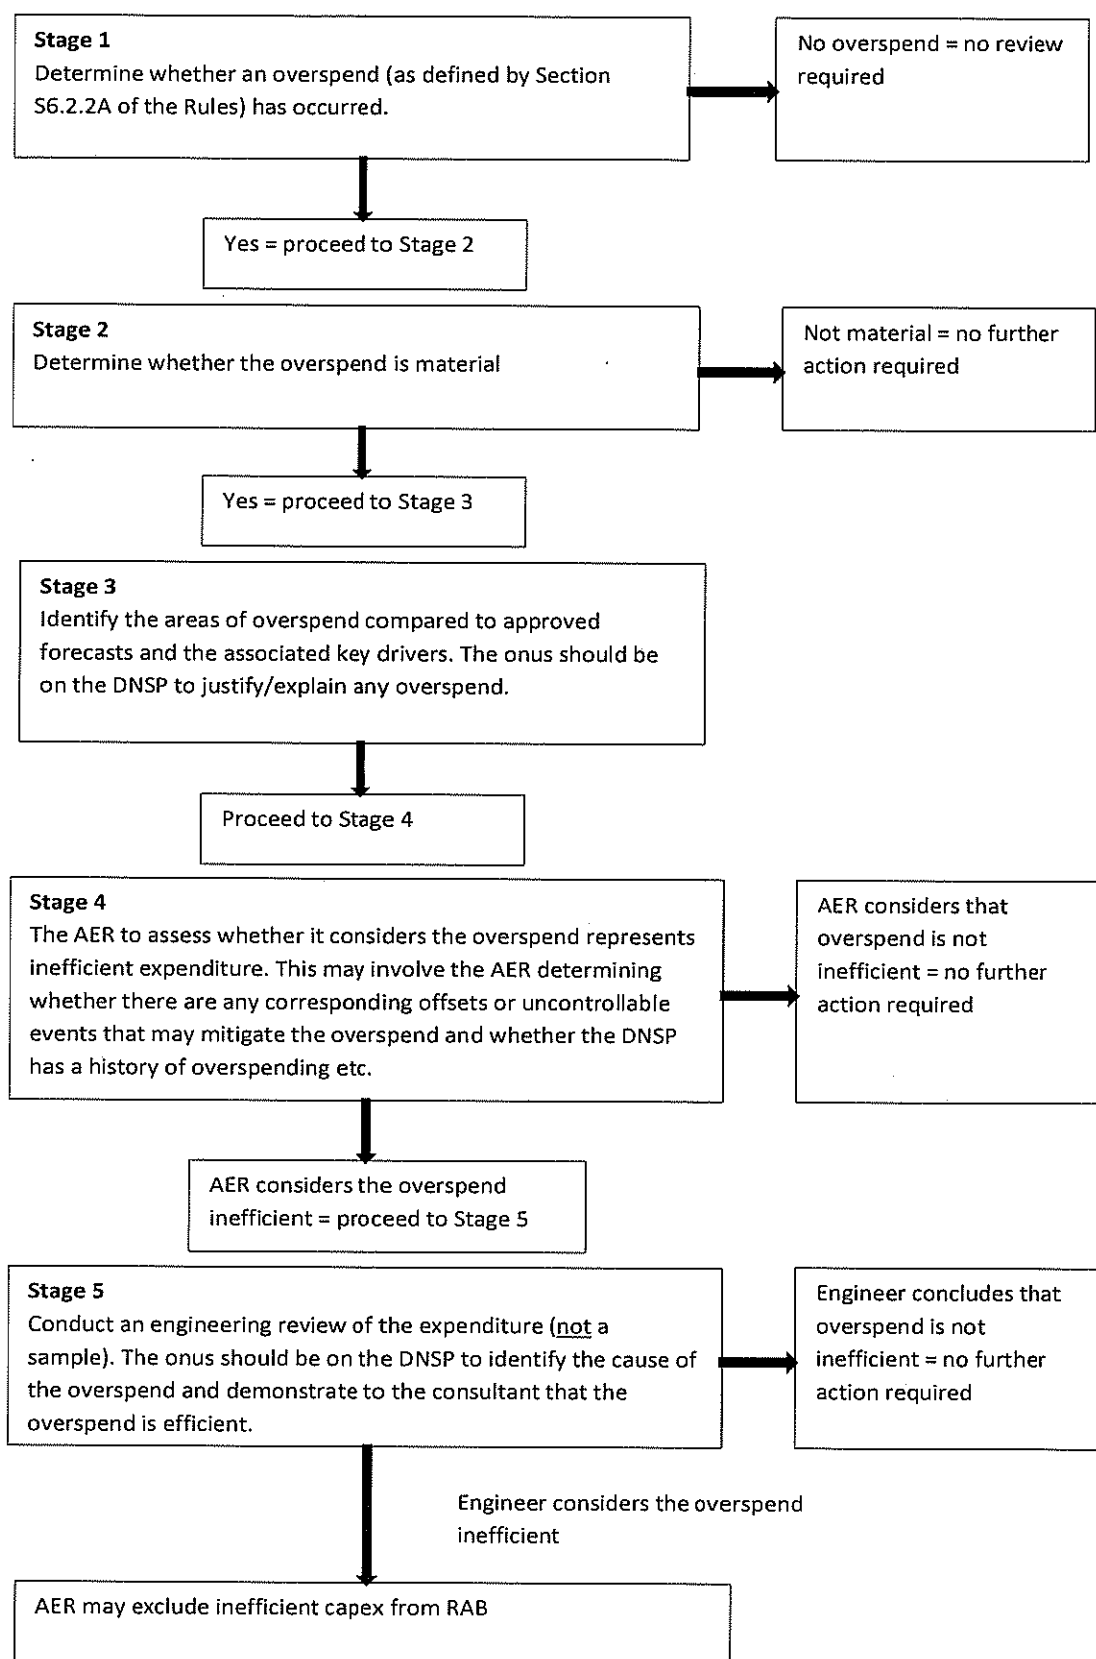 Stage 1
Determine whether an overspend (as defined by Section
S6.2.2A of the Rules) has occurred.
No overspend = no review
required
Yes = proceed to Stage 2
Stage 2
Determine whether the overspend is material
Not material = no further
action required
Yes = proceed to Stage 3
Stage 3
Identify the areas of overspend compared to approved
forecasts and the associated key drivers. The onus should be
on the DNSP to justify/explain any overspend.
Proceed to Stage 4
Stage 4
The AER to assess whether it considers the overspend represents
inefficient expenditure. This may involve the AER determining
whether there are any corresponding offsets or uncontrollable
events that may mitigate the overspend and whether the DNSP
has a history of overspending etc.
AER considers that
overspend is not
inefficient = no further
action required
AER considers the overspend
inefficient = proceed to Stage 5
Stage 5
Conduct an engineering review of the expenditure (not a
sample). The onus should be on the DNSP to identify the cause of
the overspend and demonstrate to the consultant that the
overspend is efficient.
Engineer concludes that
overspend is not
inefficient = no further
action required
Engineer considers the overspend
inefficient
AER may exclude inefficient capex from RAB